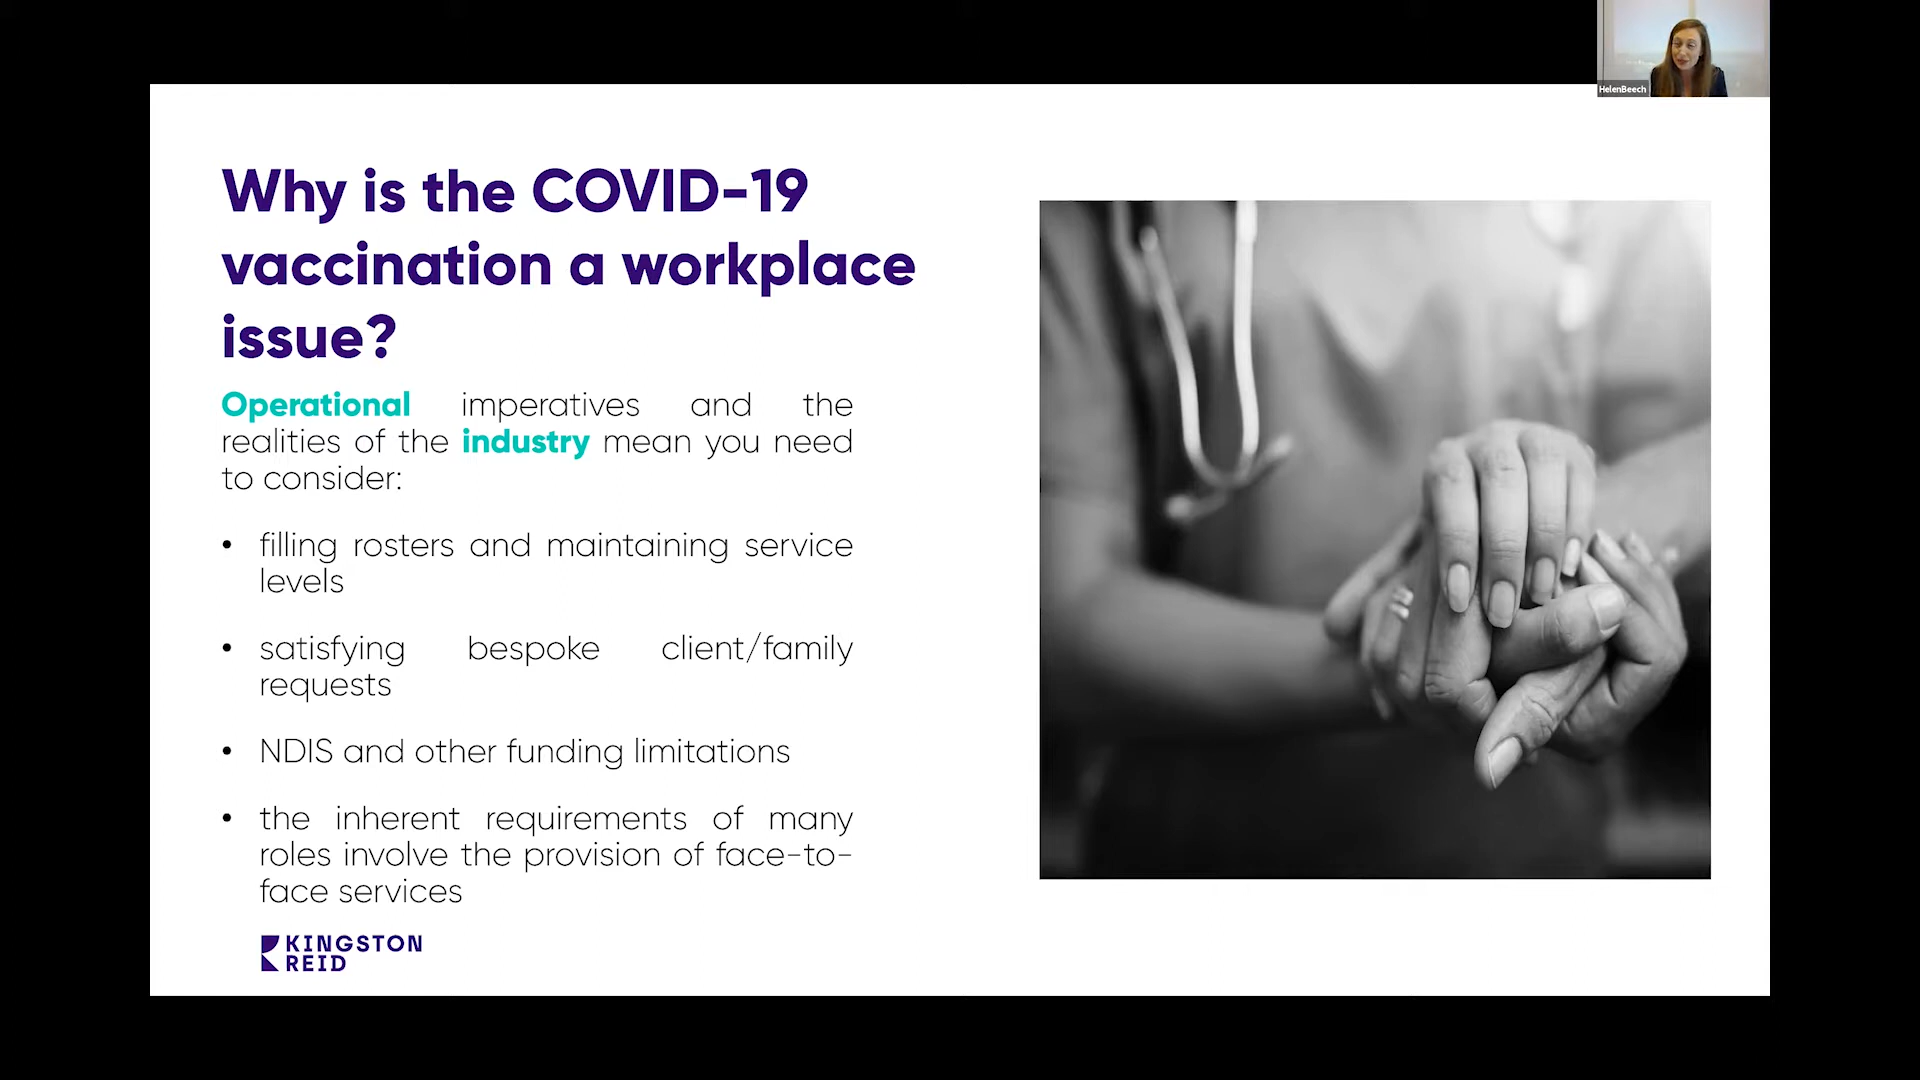 HelenBeech
Why is the COVID-19
vaccination a workplace
issue?
Operational imperatives and the
realities of the industry mean you need
to consider:
• filling rosters and maintaining service
levels
• satisfying bespoke client/family
requests
• NDIS and other funding limitations
• the inherent requirements of many
roles involve the provision of face-to-
face services
KINGSTON
REID